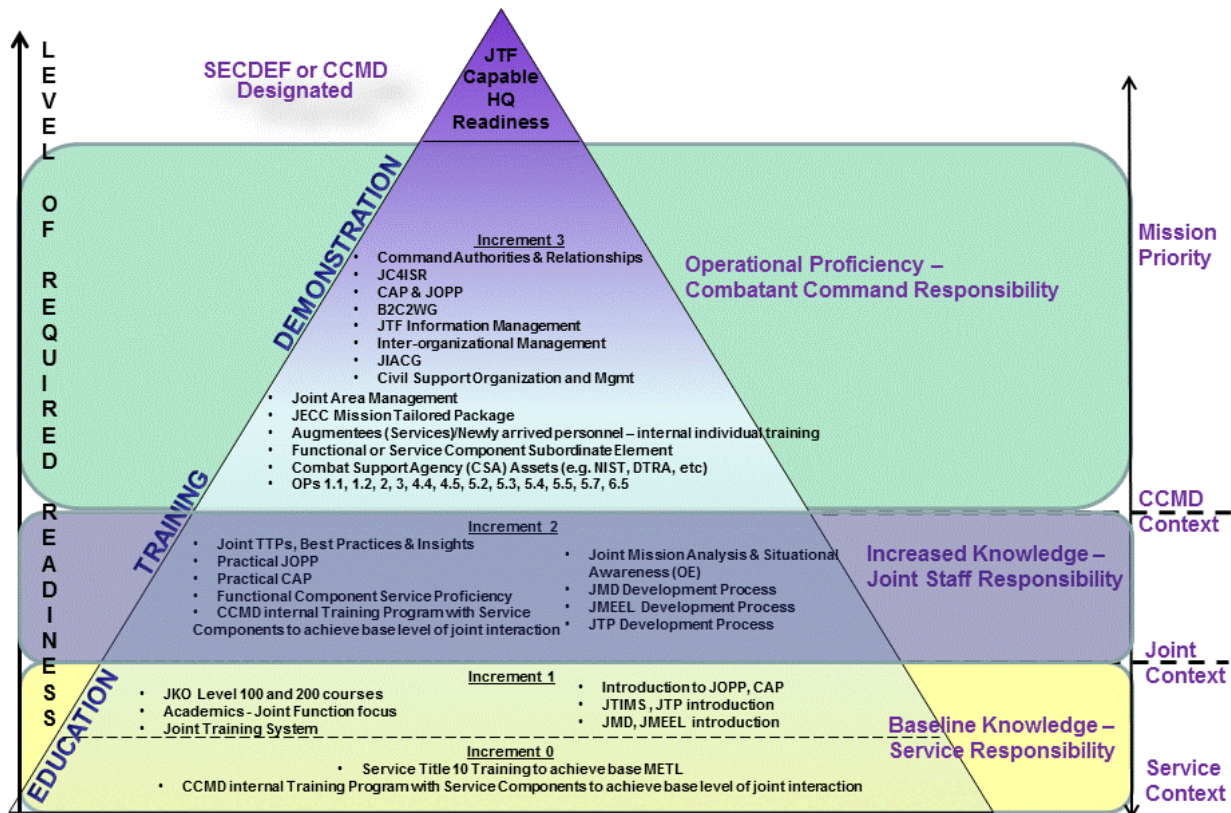 LEVEL OF REQUIRED READINESS
SECDEF or CCMD
Designated
JTF
Capable
HQ
Readiness
DEMONSTRATION
TRAINING
EDUCATION
Increment 3
• Command Authorities & Relationships
• JC4ISR
• CAP & JOPP
• B2C2WG
• JTF Information Management
• Inter-organizational Management
• JIACG
• Civil Support Organization and Mgmt
• Joint Area Management
• JECC Mission Tailored Package
• Augmentees (Services)/Newly arrived personnel – internal individual training
• Functional or Service Component Subordinate Element
• Combat Support Agency (CSA) Assets (e.g. NIST, DTRA, etc)
• OPs 1.1, 1.2, 2, 3, 4.4, 4.5, 5.2, 5.3, 5.4, 5.5, 5.7, 6.5
Operational Proficiency –
Combatant Command Responsibility
Mission
Priority
CCMD
Context
Increment 2
• Joint TTPs, Best Practices & Insights
• Practical JOPP
• Practical CAP
• Functional Component Service Proficiency
• CCMD internal Training Program with Service
Components to achieve base level of joint interaction
• Joint Mission Analysis & Situational
Awareness (OE)
• JMD Development Process
• JMEEL Development Process
• JTP Development Process
Increased Knowledge –
Joint Staff Responsibility
Joint
Context
Increment 1
• JKO Level 100 and 200 courses
• Academics - Joint Function focus
• Joint Training System
• Introduction to JOPP, CAP
• JTIMS , JTP introduction
• JMD, JMEEL introduction
Baseline Knowledge –
Service Responsibility
Increment 0
• Service Title 10 Training to achieve base METL
• CCMD internal Training Program with Service Components to achieve base level of joint interaction
Service
Context